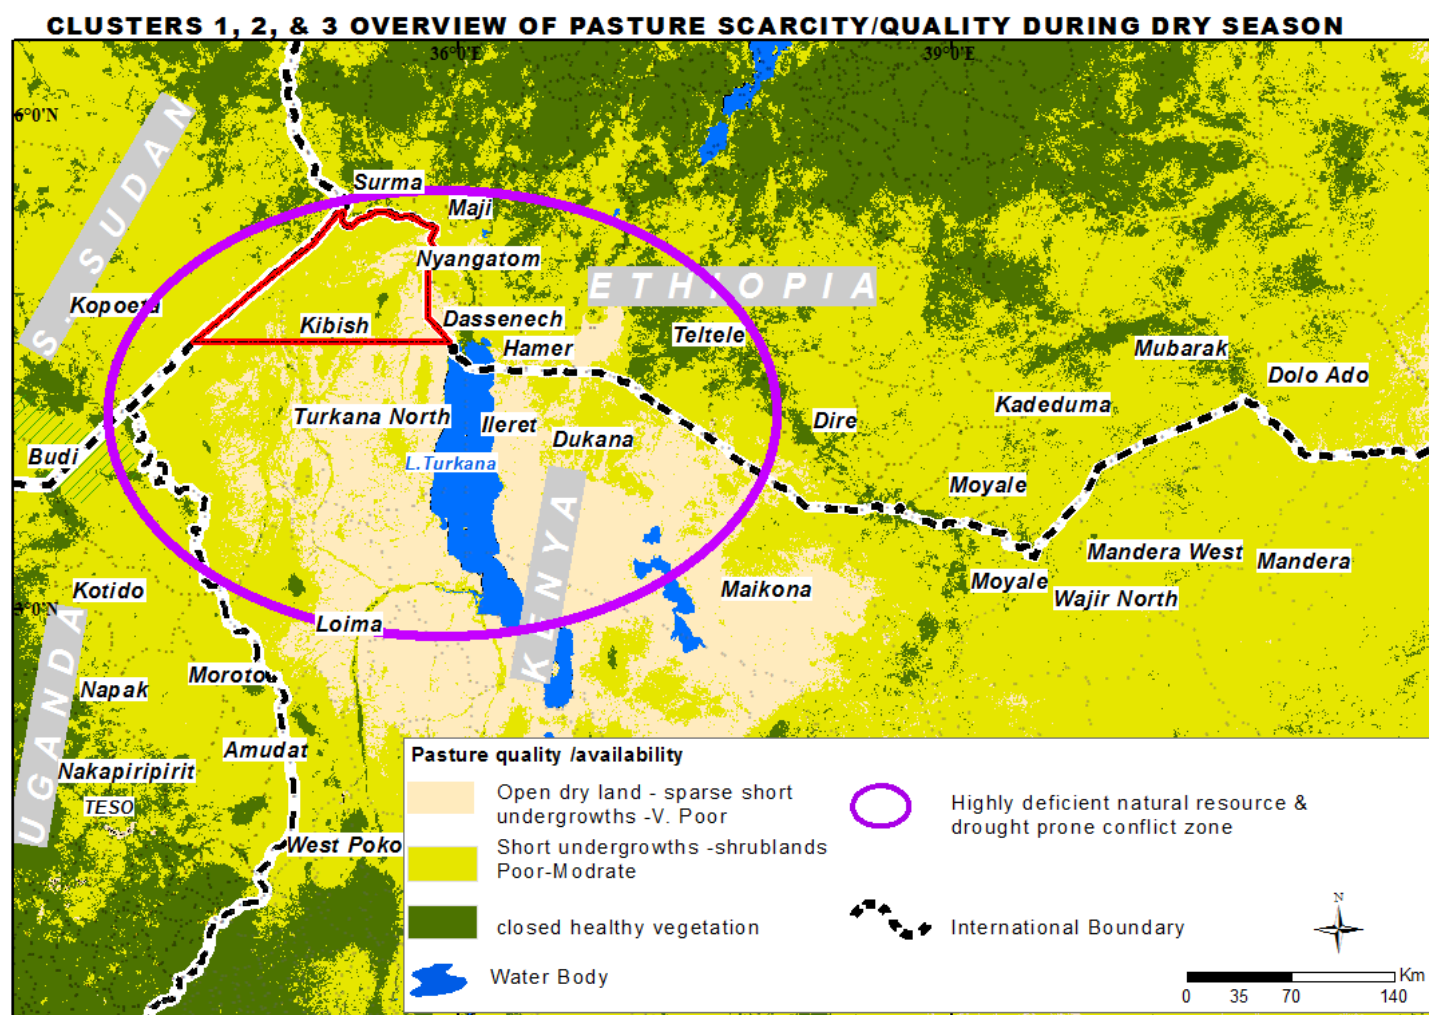 CLUSTERS 1, 2, & 3 OVERVIEW OF PASTURE SCARCITY/QUALITY DURING DRY SEASON
36°0'E
39°0'E
6°0'N
S. SUDAN
Surma
Maji
Nyangatom
ETHIOPIA
Kopoeta
Kibish
Dassenech
Hamer
Teltele
Mubarak
Dolo Ado
Kadeduma
Turkana North
Ileret
Dukana
Dire
Budi
L.Turkana
Moyale
KENYA
Mandera West
Mandera
Moyale
Maikona
Wajir North
Kotido
3°0'N
Loima
UGANDA
Moroto
Napak
Amudat
Nakapiripirit
TESO
West Poko
Pasture quality /availability
Open dry land - sparse short
undergrowths -V. Poor
Short undergrowths -shrublands
Poor-Modrate
closed healthy vegetation
Water Body
Highly deficient natural resource &
drought prone conflict zone
International Boundary
N
Km
0 35 70 140